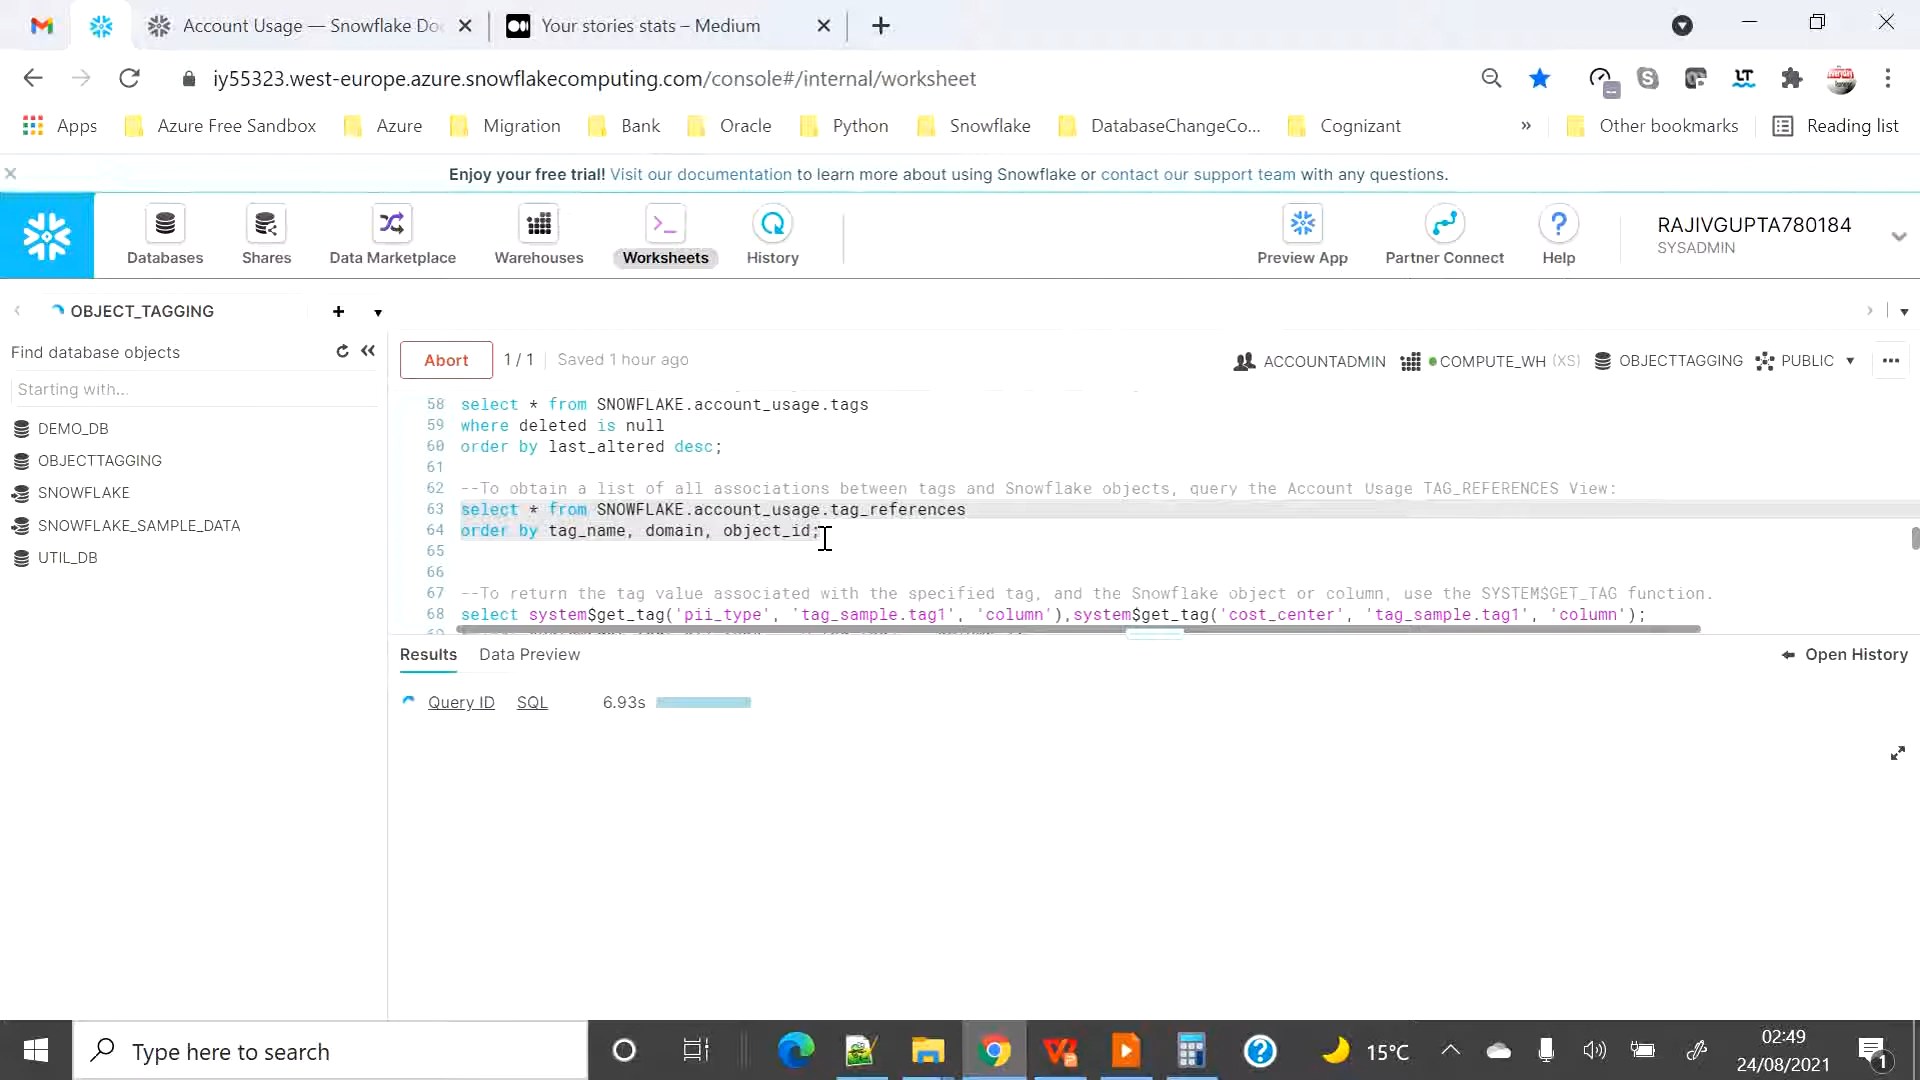 Account Usage — Snowflake Do
Your stories stats – Medium
iy55323.west-europe.azure.snowflakecomputing.com/console#/internal/worksheet
Apps
Azure Free Sandbox
Azure
Migration
Bank
Oracle
Python
Snowflake
DatabaseChangeCo...
Cognizant
»
Other bookmarks
Reading list
Enjoy your free trial! Visit our documentation to learn more about using Snowflake or contact our support team with any questions.
Databases
Shares
Data Marketplace
Warehouses
Worksheets
History
Preview App
Partner Connect
Help
RAJIVGUPTA780184
SYSADMIN
OBJECT_TAGGING
Find database objects
Starting with...
DEMO_DB
OBJECTTAGGING
SNOWFLAKE
SNOWFLAKE_SAMPLE_DATA
UTIL_DB
Abort
1 / 1
Saved 1 hour ago
ACCOUNTADMIN
COMPUTE_WH (XS)
OBJECTTAGGING
PUBLIC
58 select * from SNOWFLAKE.account_usage.tags
59 where deleted is null
60 order by last_altered desc;
61
62 --To obtain a list of all associations between tags and Snowflake objects, query the Account Usage TAG_REFERENCES View:
63 select * from SNOWFLAKE.account_usage.tag_references
64 order by tag_name, domain, object_id;
65
66
67 --To return the tag value associated with the specified tag, and the Snowflake object or column, use the SYSTEM$GET_TAG function.
68 select system$get_tag('pii_type', 'tag_sample.tag1', 'column'),system$get_tag('cost_center', 'tag_sample.tag1', 'column');
Results
Data Preview
Open History
Query ID
SQL
6.93s
Type here to search
15°C
02:49
24/08/2021
1